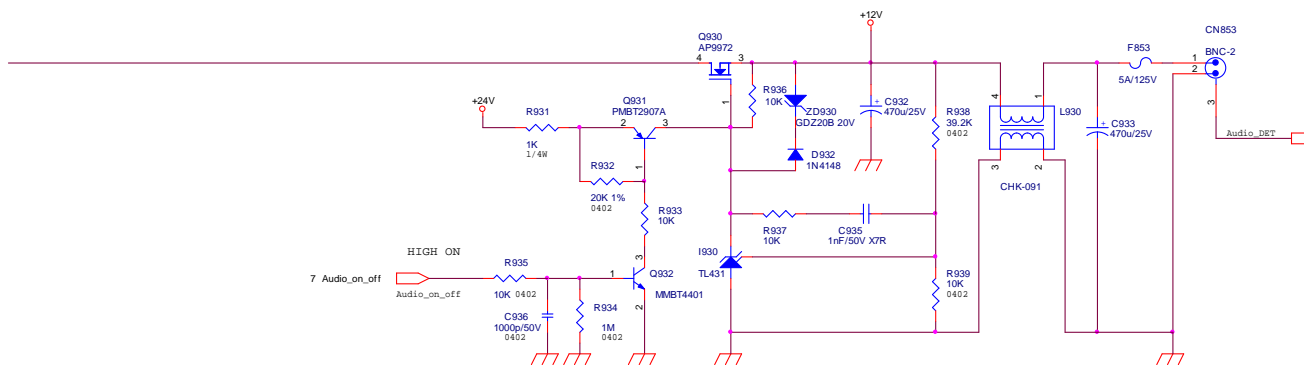 +12V
CN853
Q930
AP9972
F853
BNC-2
4
3
1
2
5A/125V
3
1
R936
10K
ZD930
GDZ20B 20V
C932
470u/25V
+
R938
39.2K
0402
4
1
L930
C933
470u/25V
+
3
2
CHK-091
Audio_DET
+24V
R931
1K
1/4W
Q931
PMBT2907A
2
3
1
D932
1N4148
R932
20K 1%
0402
R933
10K
R937
10K
C935
1nF/50V X7R
I930
TL431
HIGH ON
7 Audio_on_off
Audio_on_off
R935
10K 0402
1
3
Q932
MMBT4401
2
R939
10K
0402
C936
1000p/50V
0402
R934
1M
0402